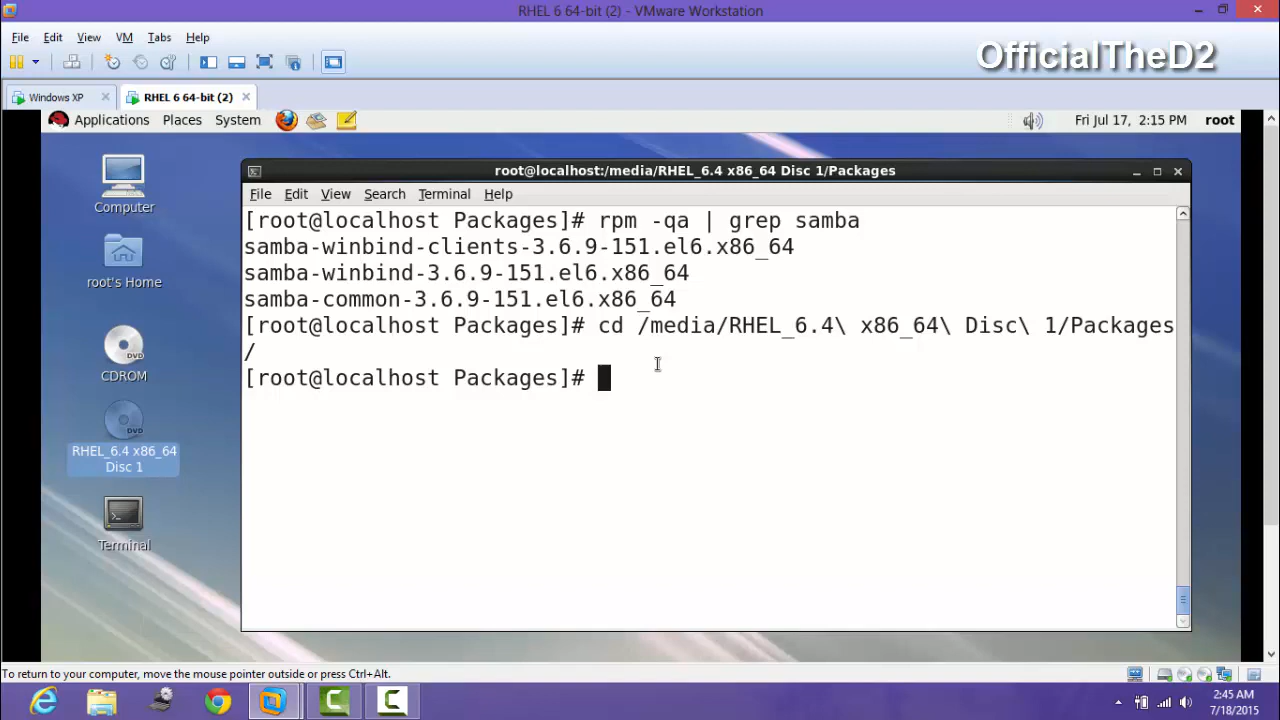 RHEL 6 64-bit (2) - VMware Workstation
File Edit View VM Tabs Help
OfficialTheD2
Windows XP
RHEL 6 64-bit (2)
Applications Places System
Fri Jul 17, 2:15 PM root
root@localhost:/media/RHEL_6.4 x86_64 Disc 1/Packages
File Edit View Search Terminal Help
[root@localhost Packages]# rpm -qa | grep samba
samba-winbind-clients-3.6.9-151.el6.x86_64
samba-winbind-3.6.9-151.el6.x86_64
samba-common-3.6.9-151.el6.x86_64
[root@localhost Packages]# cd /media/RHEL_6.4\ x86_64\ Disc\ 1/Packages
/
[root@localhost Packages]#
Computer
root's Home
DVD
CDROM
DVD
RHEL_6.4 x86_64
Disc 1
Terminal
To return to your computer, move the mouse pointer outside or press Ctrl+Alt.
2:45 AM
7/18/2015